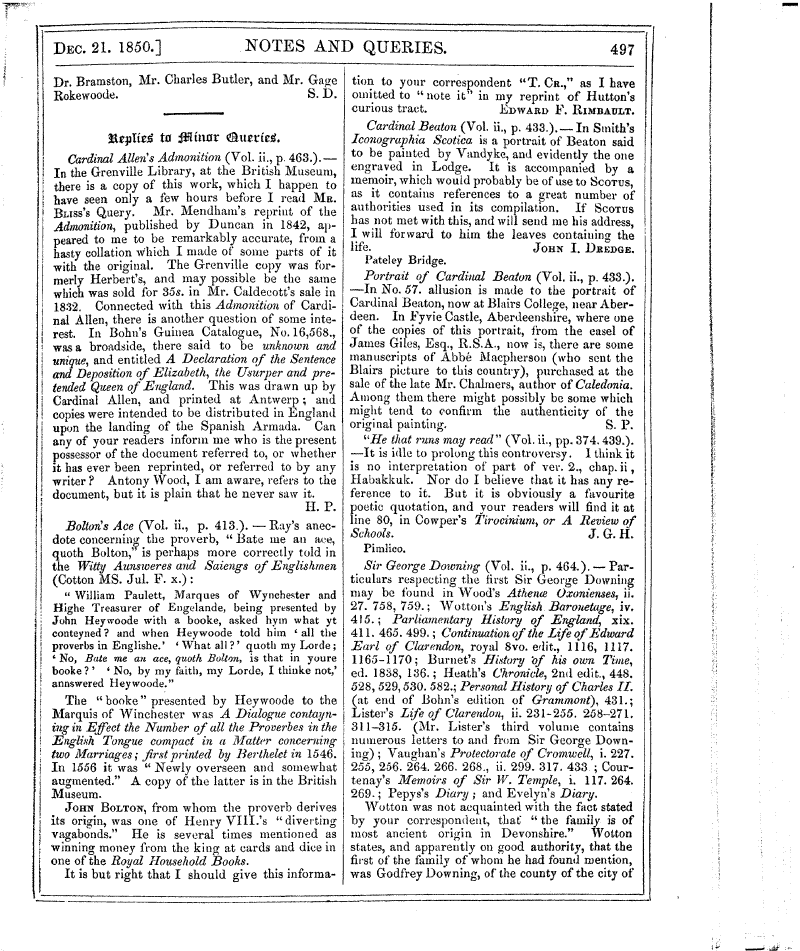 DEC. 21. 1850.] NOTES AND QUERIES. 497
Dr. Bramston, Mr. Charles Butler, and Mr. Gage
Rokewoode. S. D.
Replies to Minor Queries.
Cardinal Allen's Admonition (Vol. ii., p. 463.).—
In the Grenville Library, at the British Museum,
there is a copy of this work, which I happen to
have seen only a few hours before I read MR.
BLISS's Query. Mr. Mendham's reprint of the
Admonition, published by Duncan in 1842, ap-
peared to me to be remarkably accurate, from a
hasty collation which I made of some parts of it
with the original. The Grenville copy was for-
merly Herbert's, and may possible be the same
which was sold for 35s. in Mr. Caldecott's sale in
1832. Connected with this Admonition of Cardi-
nal Allen, there is another question of some inte-
rest. In Bohn's Guinea Catalogue, No. 16,568.,
was a broadside, there said to be unknown and
unique, and entitled A Declaration of the Sentence
and Deposition of Elizabeth, the Usurper and pre-
tended Queen of England. This was drawn up by
Cardinal Allen, and printed at Antwerp; and
copies were intended to be distributed in England
upon the landing of the Spanish Armada. Can
any of your readers inform me who is the present
possessor of the document referred to, or whether
it has ever been reprinted, or referred to by any
writer? Antony Wood, I am aware, refers to the
document, but it is plain that he never saw it.
H. P.
Bolton's Ace (Vol. ii., p. 413.). — Ray's anec-
dote concerning the proverb, "Bate me an ace,
quoth Bolton," is perhaps more correctly told in
the Witty Aunsweres and Saiengs of Englishmen
(Cotton MS. Jul. F. x.):
"William Paulett, Marques of Wynchester and
Highe Treasurer of Engelande, being presented by
John Heywoode with a booke, asked hym what yt
conteyned? and when Heywoode told him 'all the
proverbs in Englishe.' 'What all?' quoth my Lorde;
'No, Bate me an ace, quoth Bolton, is that in youre
booke?' 'No, by my faith, my Lorde, I thinke not,'
annswered Heywoode."
The "booke" presented by Heywoode to the
Marquis of Winchester was A Dialogue contayn-
ing in Effect the Number of all the Proverbes in the
English Tongue compact in a Matter concerning
two Marriages; first printed by Berthelet in 1546.
In 1556 it was "Newly overseen and somewhat
augmented." A copy of the latter is in the British
Museum.
JOHN BOLTON, from whom the proverb derives
its origin, was one of Henry VIII.'s "diverting
vagabonds." He is several times mentioned as
winning money from the king at cards and dice in
one of the Royal Household Books.
It is but right that I should give this informa-
tion to your correspondent "T. CR.," as I have
omitted to "note it" in my reprint of Hutton's
curious tract. EDWARD F. RIMBAULT.
Cardinal Beaton (Vol. ii., p. 433.).—In Smith's
Iconographia Scotica is a portrait of Beaton said
to be painted by Vandyke, and evidently the one
engraved in Lodge. It is accompanied by a
memoir, which would probably be of use to SCOTUS,
as it contains references to a great number of
authorities used in its compilation. If SCOTUS
has not met with this, and will send me his address,
I will forward to him the leaves containing the
life. JOHN I. DREDGE.
Pateley Bridge.
Portrait of Cardinal Beaton (Vol. ii., p. 433.).
—In No. 57. allusion is made to the portrait of
Cardinal Beaton, now at Blairs College, near Aber-
deen. In Fyvie Castle, Aberdeenshire, where one
of the copies of this portrait, from the easel of
James Giles, Esq., R.S.A., now is, there are some
manuscripts of Abbé Macpherson (who sent the
Blairs picture to this country), purchased at the
sale of the late Mr. Chalmers, author of Caledonia.
Among them there might possibly be some which
might tend to confirm the authenticity of the
original painting. S. P.
"He that runs may read" (Vol. ii., pp. 374. 439.).
—It is idle to prolong this controversy. I think it
is no interpretation of part of ver. 2., chap. ii,
Habakkuk. Nor do I believe that it has any re-
ference to it. But it is obviously a favourite
poetic quotation, and your readers will find it at
line 80, in Cowper's Tirocinium, or A Review of
Schools. J. G. H.
Pimlico.
Sir George Downing (Vol. ii., p. 464.). — Par-
ticulars respecting the first Sir George Downing
may be found in Wood's Athenæ Oxonienses, ii.
27. 758, 759.; Wotton's English Baronetage, iv.
415.; Parliamentary History of England, xix.
411. 465. 499.; Continuation of the Life of Edward
Earl of Clarendon, royal 8vo. edit., 1116, 1117.
1165-1170; Burnet's History of his own Time,
ed. 1838, 136.; Heath's Chronicle, 2nd edit., 448.
528, 529, 530. 582.; Personal History of Charles II.
(at end of Bohn's edition of Grammont), 431.;
Lister's Life of Clarendon, ii. 231-255. 258-271.
311-315. (Mr. Lister's third volume contains
numerous letters to and from Sir George Down-
ing); Vaughan's Protectorate of Cromwell, i. 227.
255, 256. 264. 266. 268., ii. 299. 317. 433.; Cour-
tenay's Memoirs of Sir W. Temple, i. 117. 264.
269.; Pepys's Diary; and Evelyn's Diary.
Wotton was not acquainted with the fact stated
by your correspondent, that "the family is of
most ancient origin in Devonshire." Wotton
states, and apparently on good authority, that the
first of the family of whom he had found mention,
was Godfrey Downing, of the county of the city of